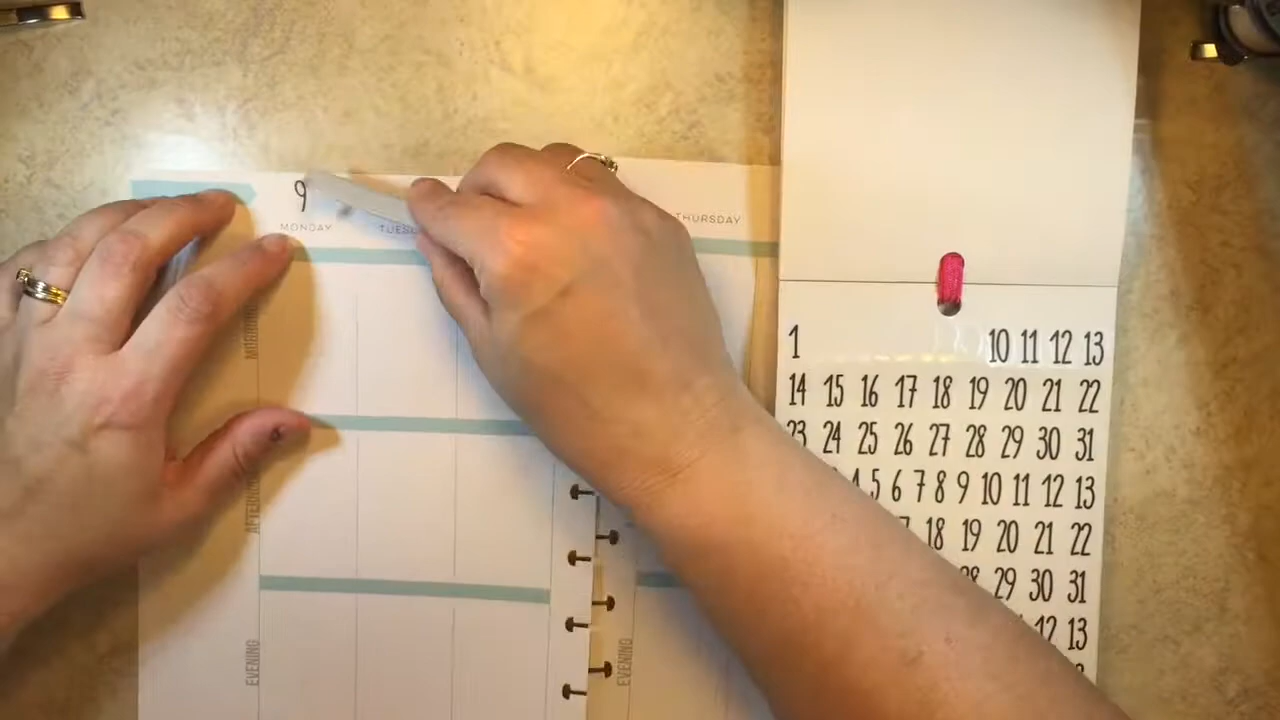 9
MONDAY
THURSDAY
MORNING
AFTERNOON
EVENING
EVENING
1 10 11 12 13
14 15 16 17 18 19 20 21 22
23 24 25 26 27 28 29 30 31
5 6 7 8 9 10 11 12 13
18 19 20 21 22
29 30 31
12 13